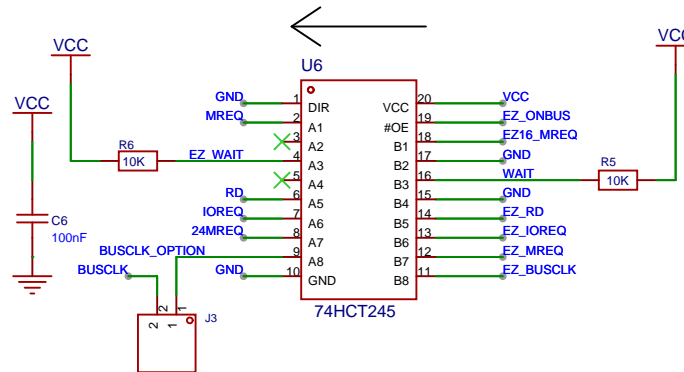 VCC
VCC
U6
GND
1
DIR
VCC
20
VCC
MREQ
2
A1
#OE
19
EZ_ONBUS
3
A2
B1
18
EZ16_MREQ
VCC
R6
10K
EZ_WAIT
4
A3
B2
17
GND
5
A4
B3
16
WAIT
R5
10K
RD
6
A5
B4
15
GND
C6
100nF
IOREQ
7
A6
B5
14
EZ_RD
24MREQ
8
A7
B6
13
EZ_IOREQ
BUSCLK_OPTION
9
A8
B7
12
EZ_MREQ
BUSCLK
GND
10
GND
B8
11
EZ_BUSCLK
74HCT245
2
1
2
1
J3